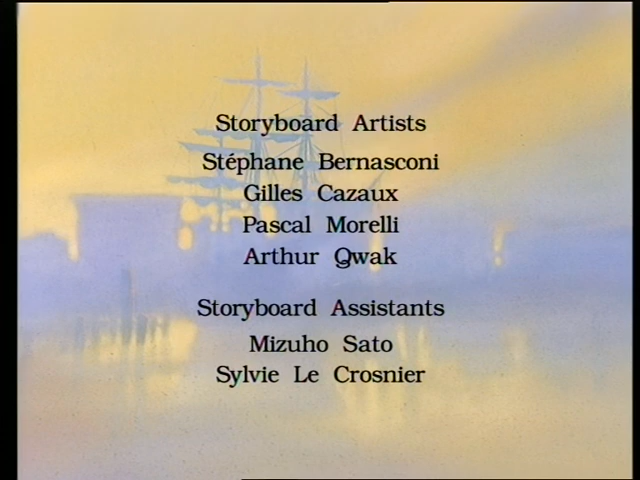 Storyboard Artists
Stéphane Bernasconi
Gilles Cazaux
Pascal Morelli
Arthur Qwak
Storyboard Assistants
Mizuho Sato
Sylvie Le Crosnier